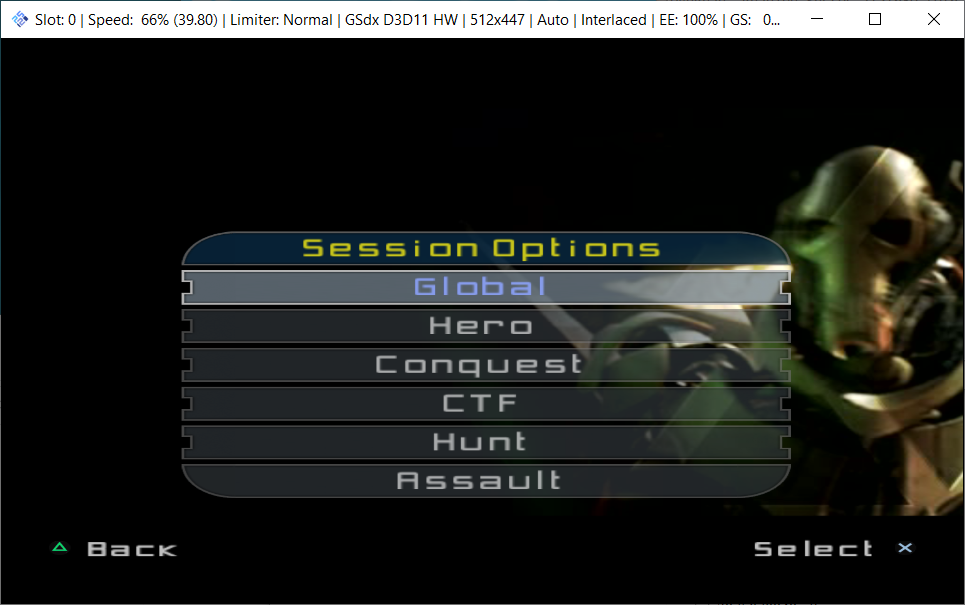 Slot: 0 | Speed: 66% (39.80) | Limiter: Normal | GSdx D3D11 HW | 512x447 | Auto | Interlaced | EE: 100% | GS: 0...
Session Options
Global
Hero
Conquest
CTF
Hunt
Assault
Back
Select